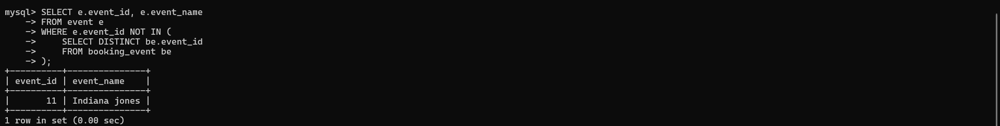 mysql> SELECT e.event_id, e.event_name
    -> FROM event e
    -> WHERE e.event_id NOT IN (
    ->     SELECT DISTINCT be.event_id
    ->     FROM booking_event be
    -> );
+----------+---------------+
| event_id | event_name    |
+----------+---------------+
|       11 | Indiana jones |
+----------+---------------+
1 row in set (0.00 sec)